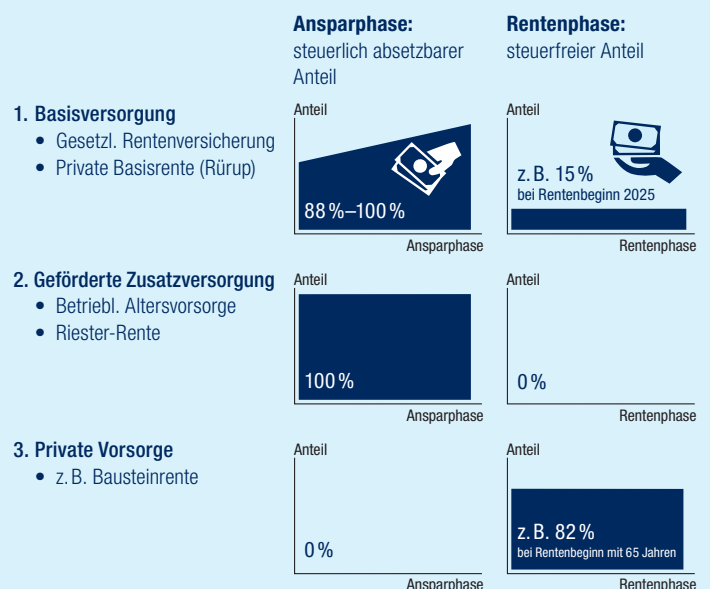 Ansparphase:
steuerlich absetzbarer
Anteil
Rentenphase:
steuerfreier Anteil
1. Basisversorgung
• Gesetzl. Rentenversicherung
• Private Basisrente (Rürup)
Anteil
88 %–100 %
Ansparphase
Anteil
z. B. 15 %
bei Rentenbeginn 2025
Rentenphase
2. Geförderte Zusatzversorgung
• Betriebl. Altersvorsorge
• Riester-Rente
Anteil
100 %
Ansparphase
Anteil
0 %
Rentenphase
3. Private Vorsorge
• z. B. Bausteinrente
Anteil
0 %
Ansparphase
Anteil
z. B. 82 %
bei Rentenbeginn mit 65 Jahren
Rentenphase